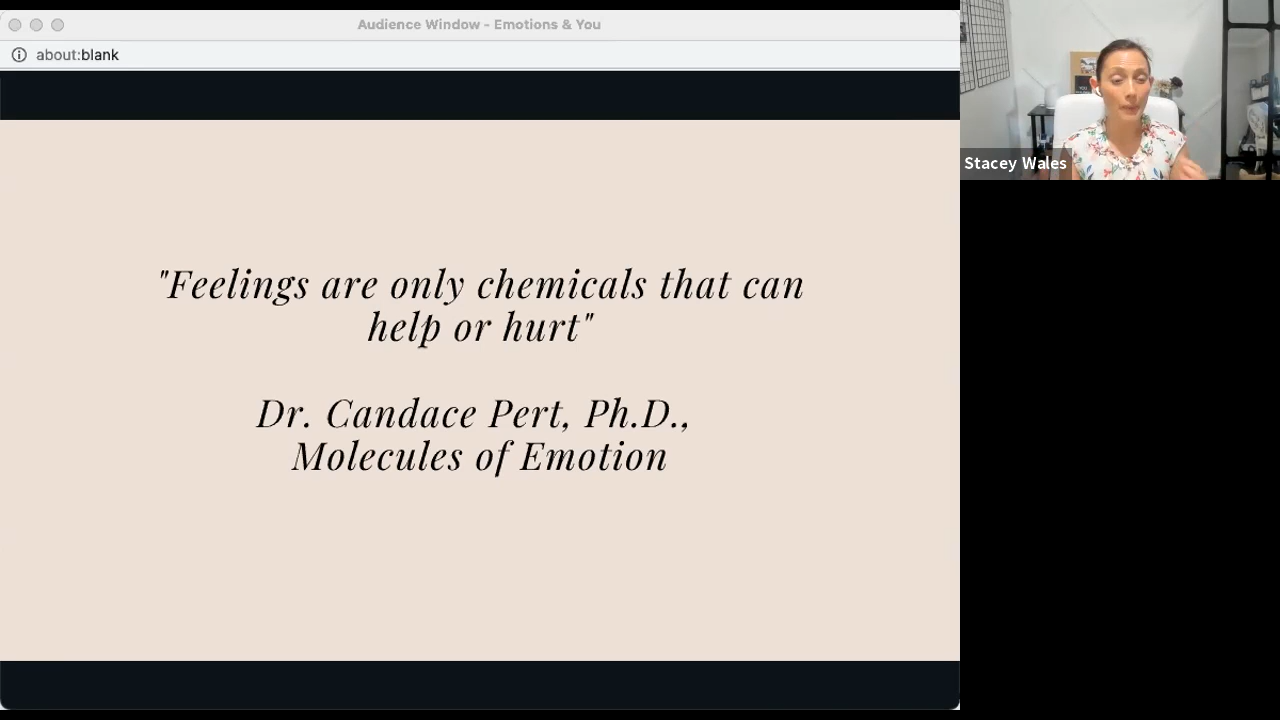 Audience Window - Emotions & You
about:blank
"Feelings are only chemicals that can
help or hurt"
Dr. Candace Pert, Ph.D.,
Molecules of Emotion
Stacey Wales